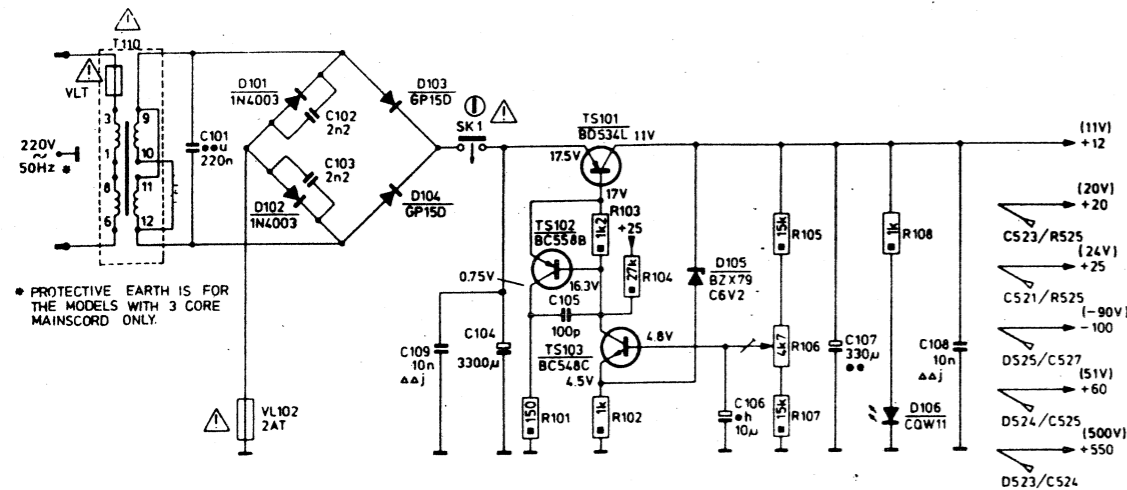 T110
VLT
3
9
1
10
8
11
6
12
220V
~
50Hz *
C101
●●u
220n
D101
1N4003
C102
2n2
C103
2n2
D102
1N4003
D103
GP15D
D104
GP15D
SK1
TS101
BD534L
11V
17.5V
17V
R103
1k2
+25
TS102
BC558B
27k
R104
0.75V
16.3V
C105
100p
D105
BZX79
C6V2
15k
R105
R108
1k
* PROTECTIVE EARTH IS FOR
THE MODELS WITH 3 CORE
MAINSCORD ONLY.
C109
10n
△△j
C104
3300μ
TS103
BC548C
4.8V
4.5V
4k7
R106
C107
330μ
●●
C108
10n
△△j
VL102
2AT
150
R101
1k
R102
C106
●h
10μ
15k
R107
D106
CQW11
(11V)
+12
(20V)
+20
C523/R525
(24V)
+25
C521/R525
(-90V)
-100
D525/C527
(51V)
+60
D524/C525
(500V)
+550
D523/C524